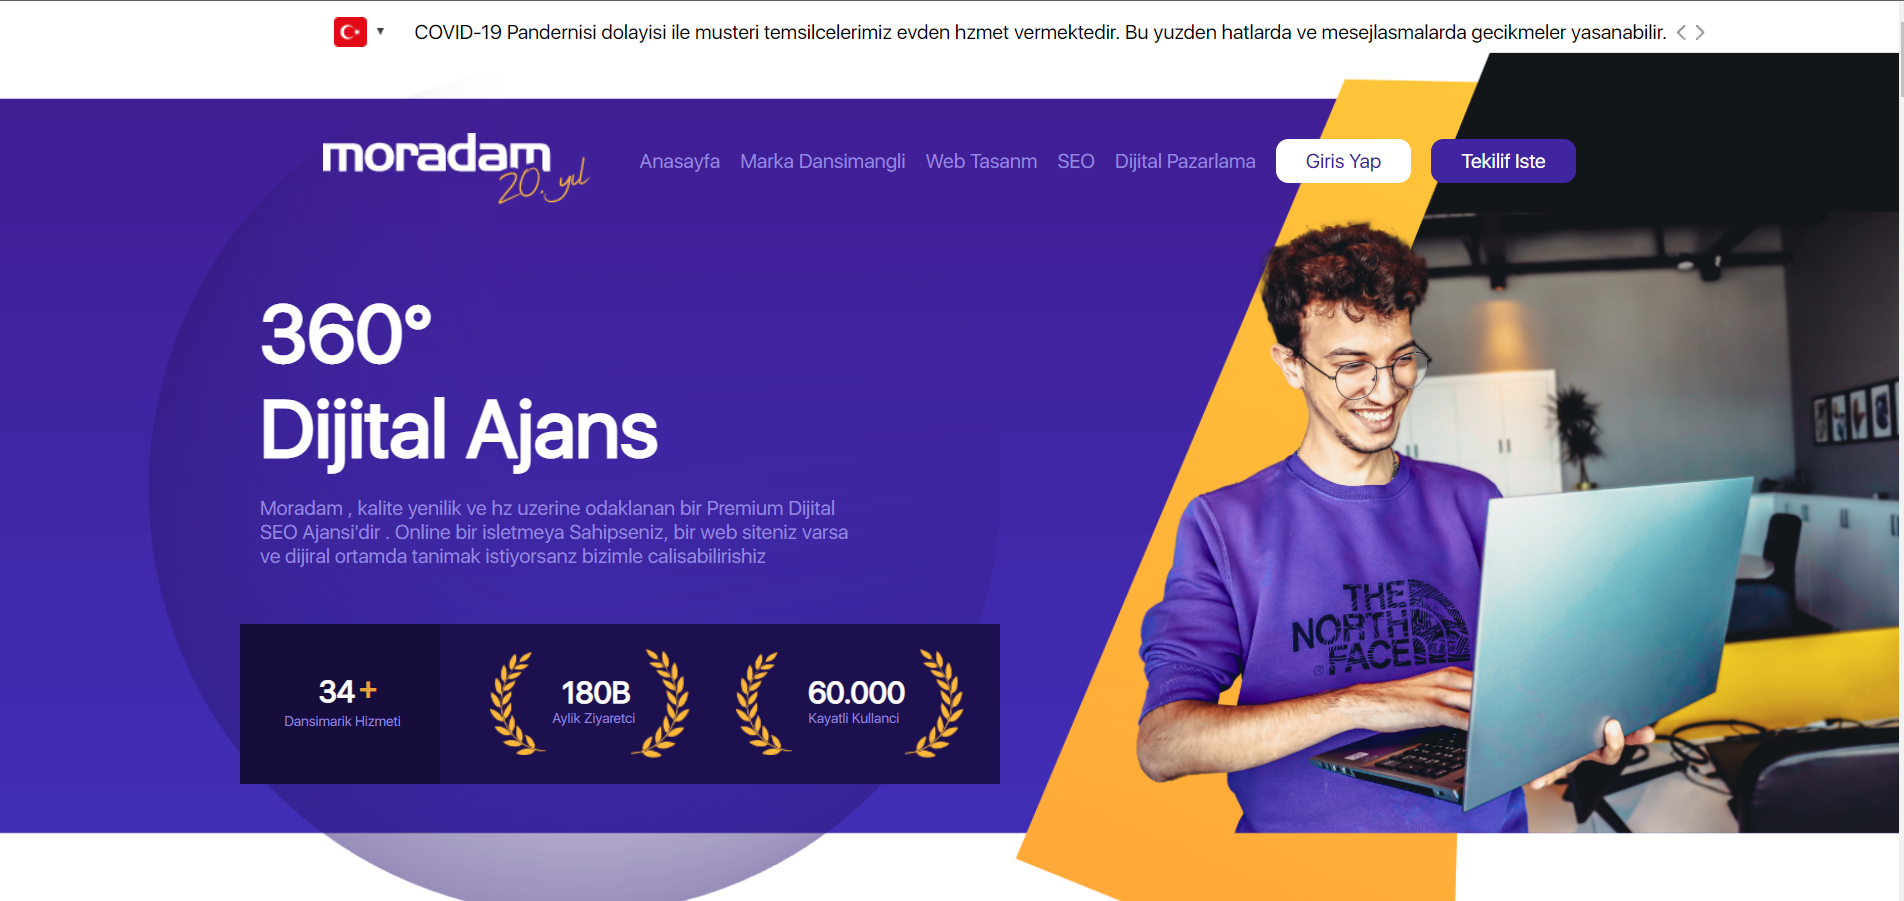 COVID-19 Pandernisi dolayisi ile musteri temsilcelerimiz evden hzmet vermektedir. Bu yuzden hatlarda ve mesejlasmalarda gecikmeler yasanabilir.
moradam
20. yıl
Anasayfa Marka Dansimangli Web Tasanm SEO Dijital Pazarlama Giris Yap Tekilif Iste
360°
Dijital Ajans
Moradam , kalite yenilik ve hz uzerine odaklanan bir Premium Dijital
SEO Ajansi'dir . Online bir isletmeya Sahipseniz, bir web siteniz varsa
ve dijiral ortamda tanimak istiyorsanz bizimle calisabilirishiz
34+
Dansimarik Hizmeti
180B
Aylik Ziyaretci
60.000
Kayatli Kullanci
THE
NORTH
FACE